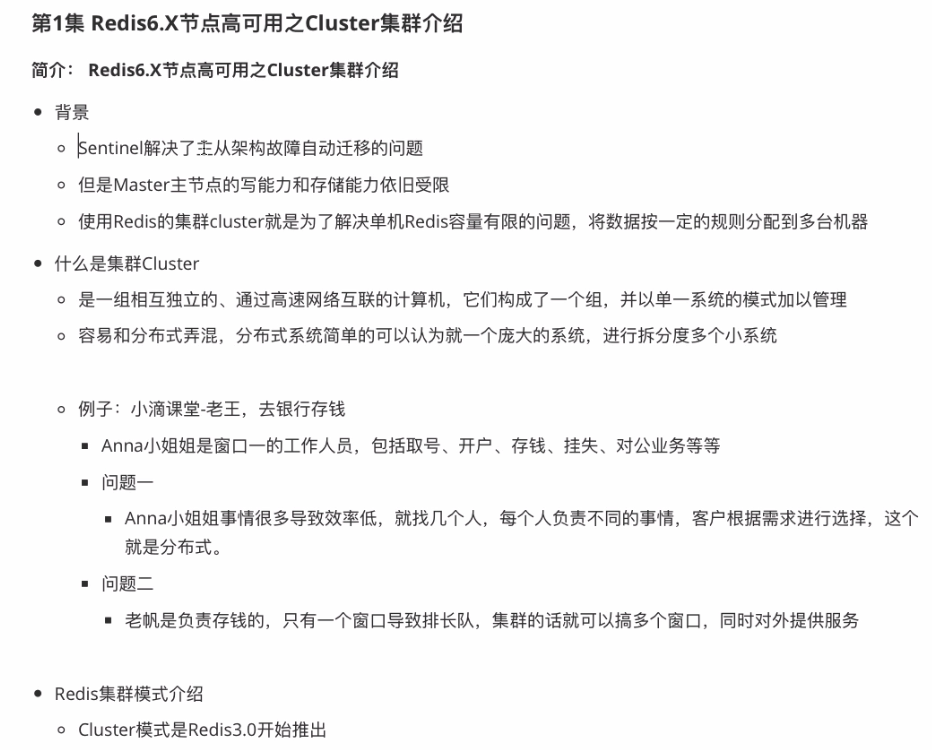 第1集 Redis6.X节点高可用之Cluster集群介绍
简介： Redis6.X节点高可用之Cluster集群介绍
背景
Sentinel解决了主从架构故障自动迁移的问题
但是Master主节点的写能力和存储能力依旧受限
使用Redis的集群cluster就是为了解决单机Redis容量有限的问题，将数据按一定的规则分配到多台机器
什么是集群Cluster
是一组相互独立的、通过高速网络互联的计算机，它们构成了一个组，并以单一系统的模式加以管理
容易和分布式弄混，分布式系统简单的可以认为就一个庞大的系统，进行拆分度多个小系统
例子：小滴课堂-老王，去银行存钱
Anna小姐姐是窗口一的工作人员，包括取号、开户、存钱、挂失、对公业务等等
问题一
Anna小姐姐事情很多导致效率低，就找几个人，每个人负责不同的事情，客户根据需求进行选择，这个
就是分布式。
问题二
老帆是负责存钱的，只有一个窗口导致排长队，集群的话就可以搞多个窗口，同时对外提供服务
Redis集群模式介绍
Cluster模式是Redis3.0开始推出